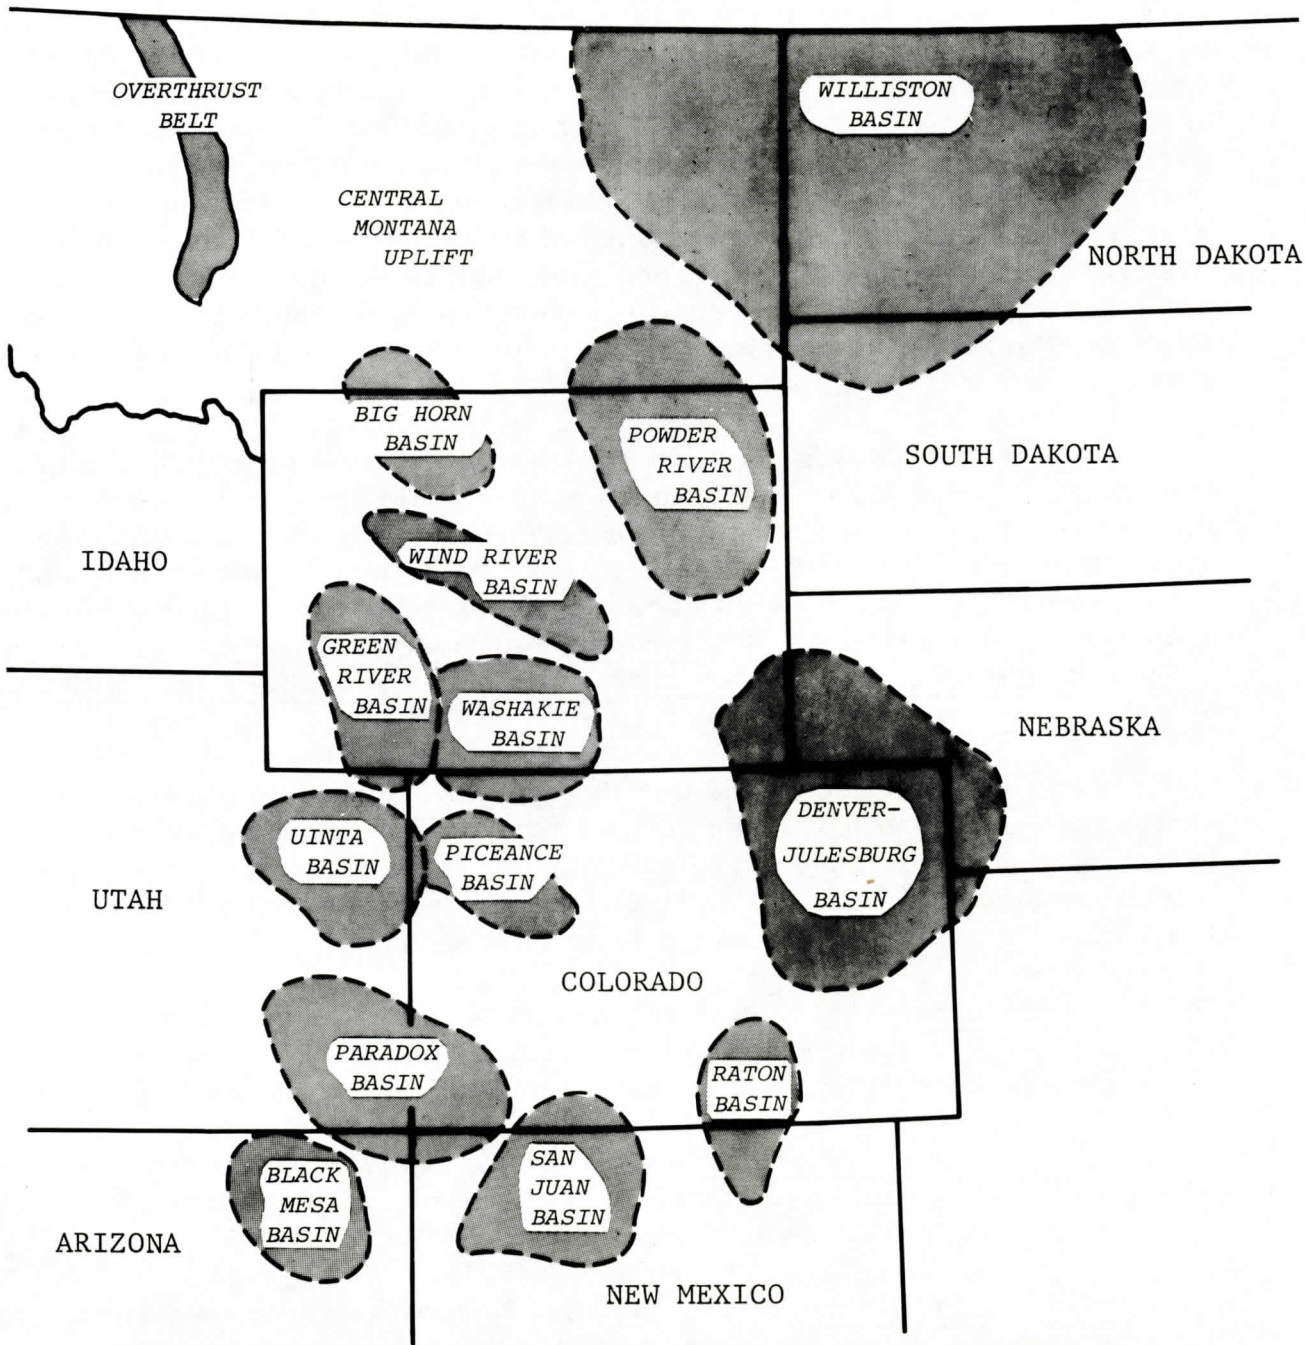 OVERTHRUST
BELT
WILLISTON
BASIN
CENTRAL
MONTANA
UPLIFT
NORTH DAKOTA
BIG HORN
BASIN
POWDER
RIVER
BASIN
SOUTH DAKOTA
IDAHO
WIND RIVER
BASIN
GREEN
RIVER
BASIN
WASHAKIE
BASIN
NEBRASKA
UINTA
BASIN
PICEANCE
BASIN
DENVER-
JULESBURG
BASIN
UTAH
COLORADO
PARADOX
BASIN
RATON
BASIN
BLACK
MESA
BASIN
SAN
JUAN
BASIN
ARIZONA
NEW MEXICO